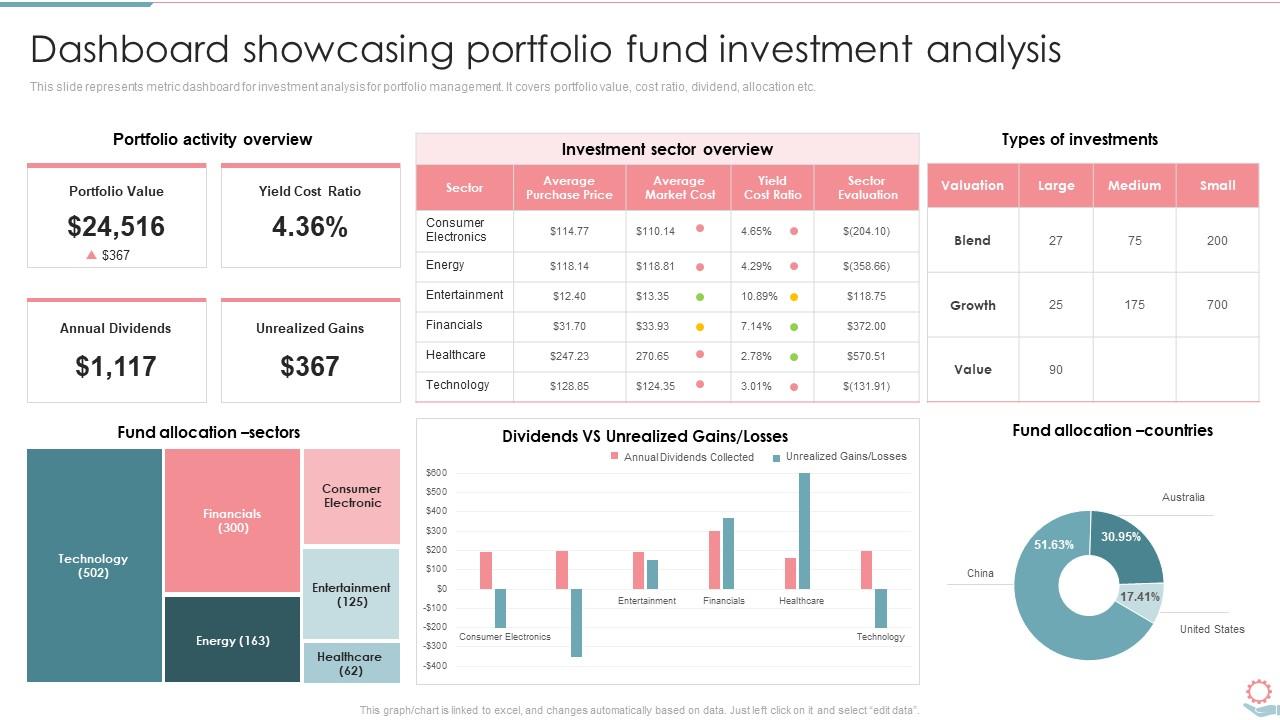 Dashboard showcasing portfolio fund investment analysis
This slide represents metric dashboard for investment analysis for portfolio management. It covers portfolio value, cost ratio, dividend, allocation etc.
Portfolio activity overview
Portfolio Value
$24,516
$367
Yield Cost Ratio
4.36%
Annual Dividends
$1,117
Unrealized Gains
$367
Investment sector overview
Sector
Average
Purchase Price
Average
Market Cost
Yield
Cost Ratio
Sector
Evaluation
Consumer
Electronics
$114.77
$110.14
4.65%
$(204.10)
Energy
$118.14
$118.81
4.29%
$(358.66)
Entertainment
$12.40
$13.35
10.89%
$118.75
Financials
$31.70
$33.93
7.14%
$372.00
Healthcare
$247.23
270.65
2.78%
$570.51
Technology
$128.85
$124.35
3.01%
$(131.91)
Types of investments
Valuation
Large
Medium
Small
Blend
27
75
200
Growth
25
175
700
Value
90
Fund allocation –sectors
Technology
(502)
Financials
(300)
Energy (163)
Consumer
Electronic
Entertainment
(125)
Healthcare
(62)
Dividends VS Unrealized Gains/Losses
Annual Dividends Collected
Unrealized Gains/Losses
$600
$500
$400
$300
$200
$100
$0
-$100
-$200
-$300
-$400
Consumer Electronics
Entertainment
Financials
Healthcare
Technology
Fund allocation –countries
Australia
30.95%
51.63%
China
17.41%
United States
This graph/chart is linked to excel, and changes automatically based on data. Just left click on it and select “edit data”.